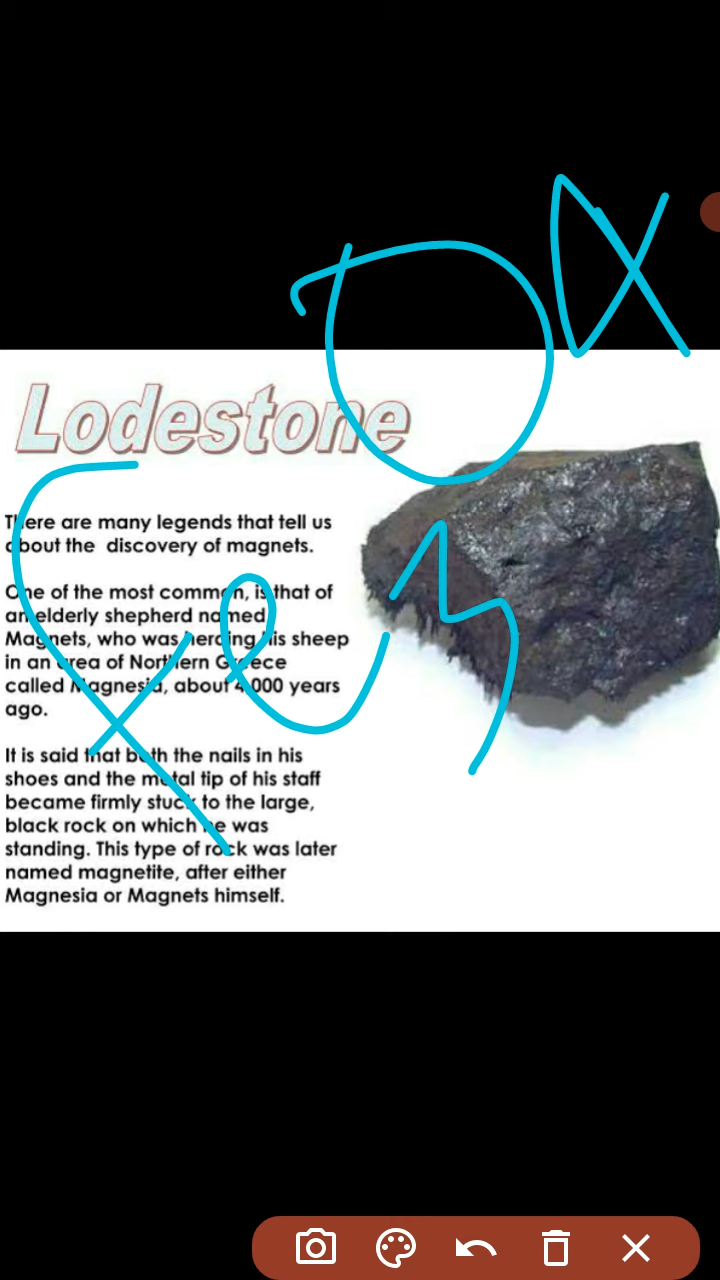 Lodestone
There are many legends that tell us
about the discovery of magnets.
One of the most common, is that of
an elderly shepherd named
Magnets, who was herding his sheep
in an area of Northern Greece
called Magnesia, about 4,000 years
ago.
It is said that both the nails in his
shoes and the metal tip of his staff
became firmly stuck to the large,
black rock on which he was
standing. This type of rock was later
named magnetite, after either
Magnesia or Magnets himself.
Fe3O4